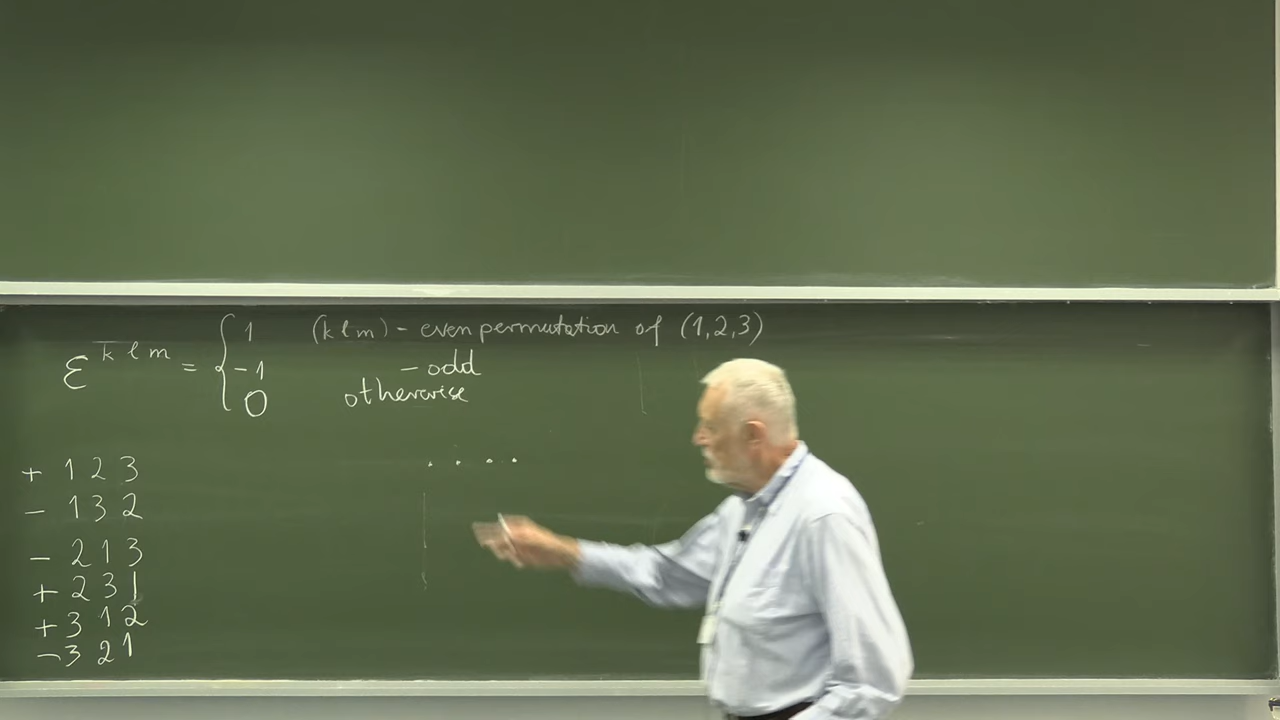 ε^{klm} = { 1 (klm) - even permutation of (1,2,3)
-1 - odd
0 otherwise
+ 1 2 3
- 1 3 2
- 2 1 3
+ 2 3 1
+ 3 1 2
- 3 2 1
. . . .